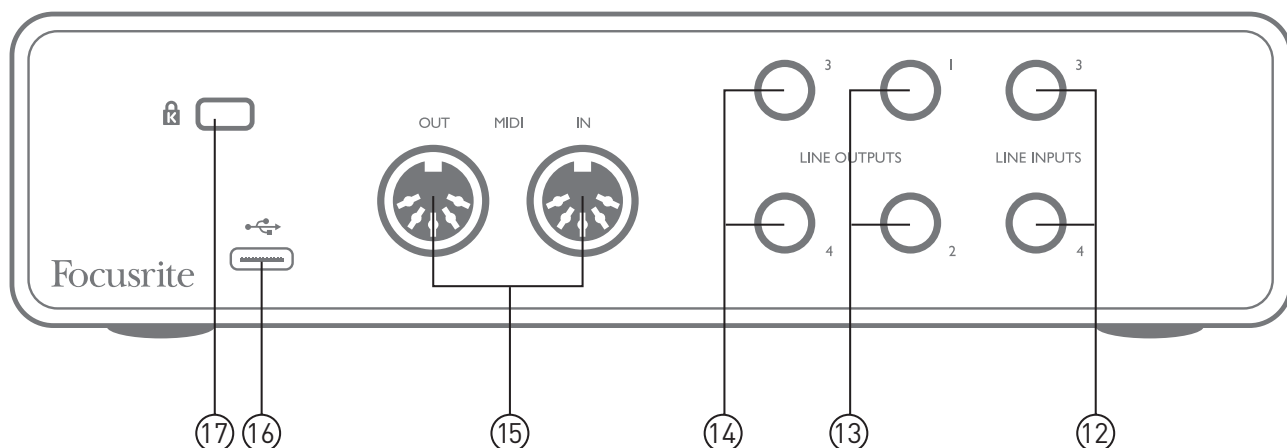 3 1 3
K
OUT MIDI IN
LINE OUTPUTS LINE INPUTS
4 2 4
Focusrite
17 16 15 14 13 12